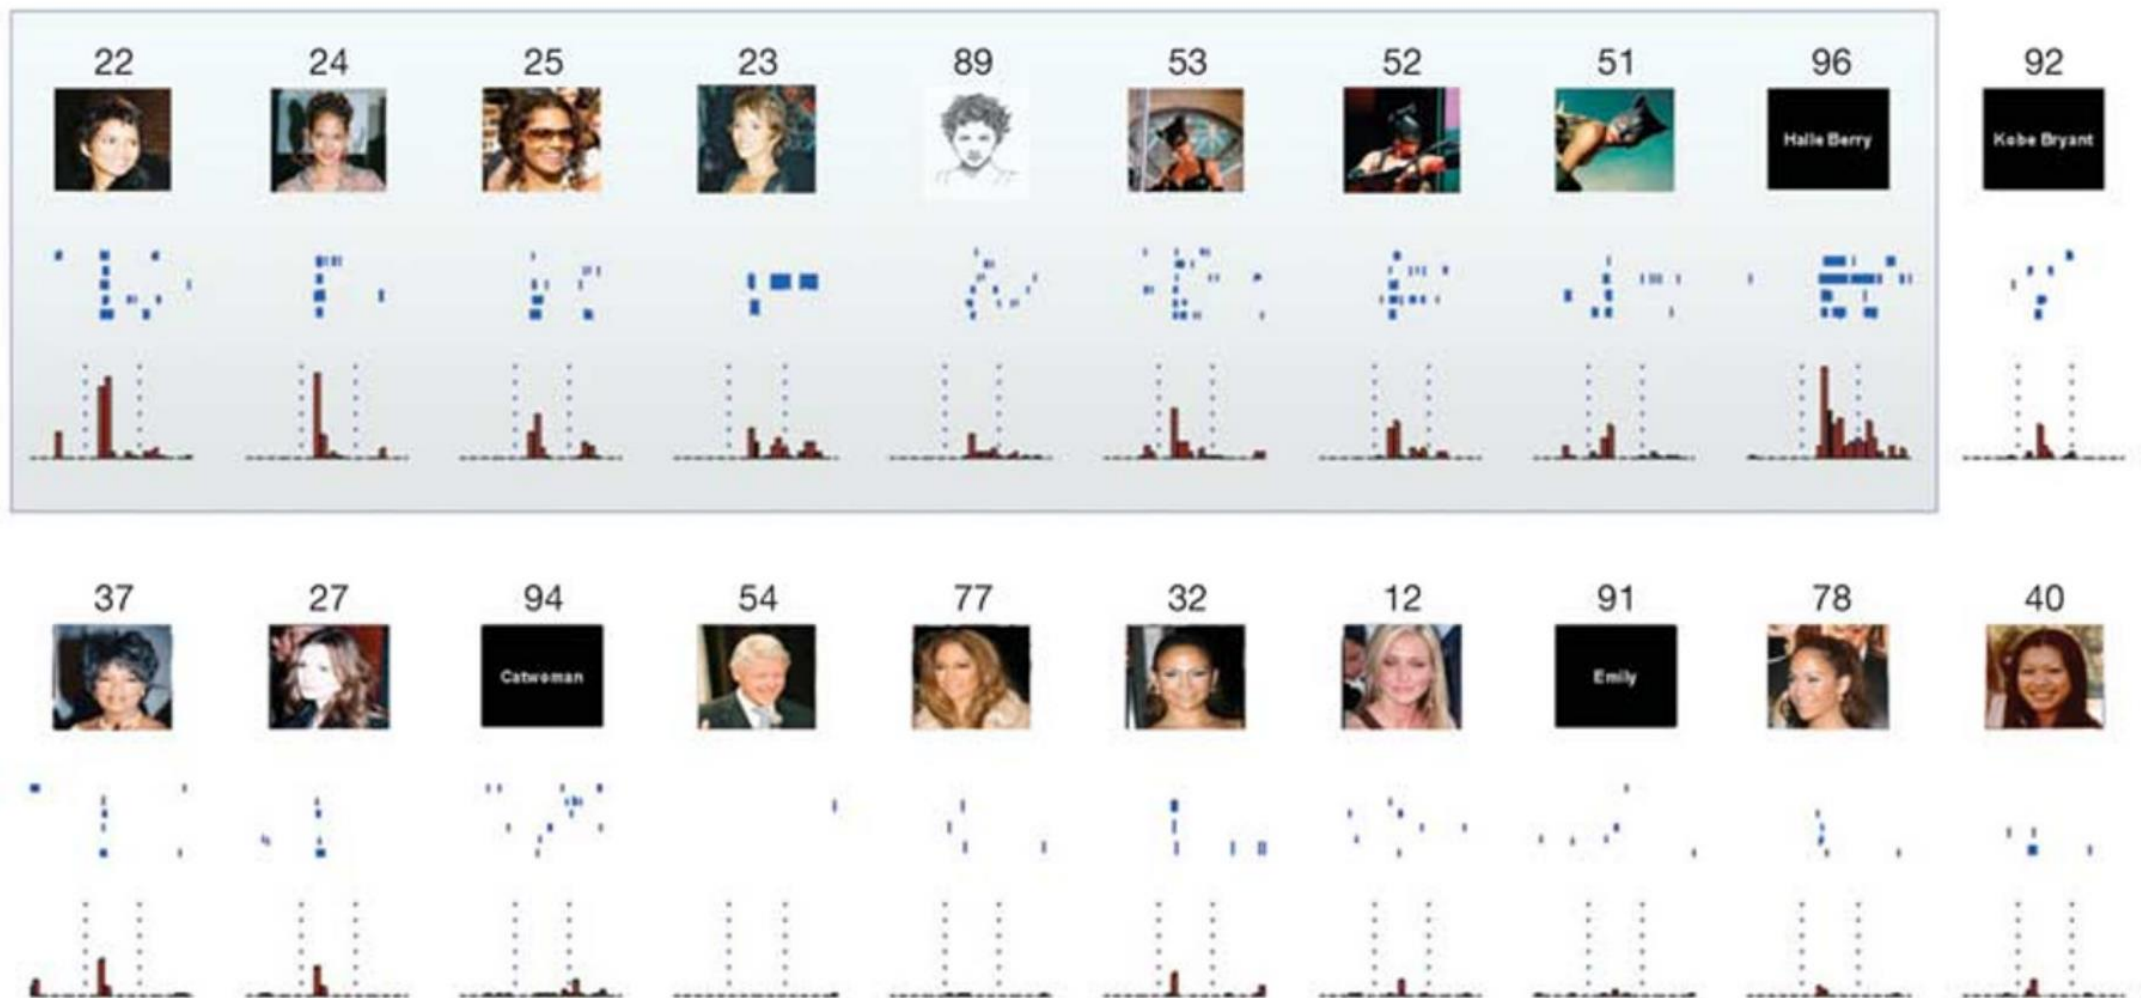 22 24 25 23 89 53 52 51 96 92
Halle Berry Kobe Bryant
37 27 94 54 77 32 12 91 78 40
Catwoman Emily